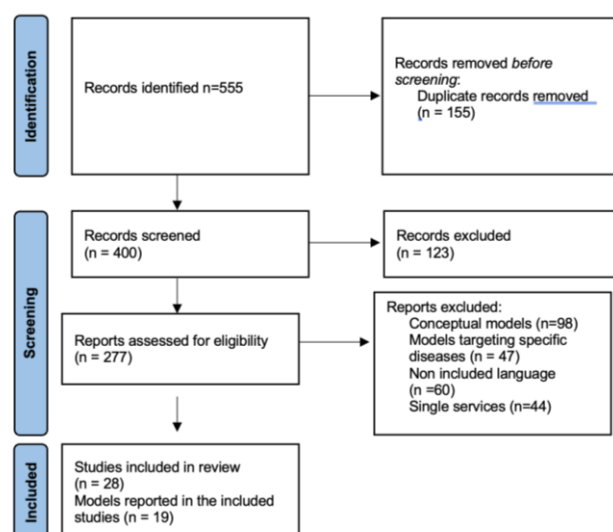 Identification
Records identified n=555
Records removed before
screening:
Duplicate records removed
(n = 155)
Screening
Records screened
(n = 400)
Records excluded
(n = 123)
Reports assessed for eligibility
(n = 277)
Reports excluded:
Conceptual models (n=98)
Models targeting specific
diseases (n = 47)
Non included language
(n =60)
Single services (n=44)
Included
Studies included in review
(n = 28)
Models reported in the included
studies (n = 19)